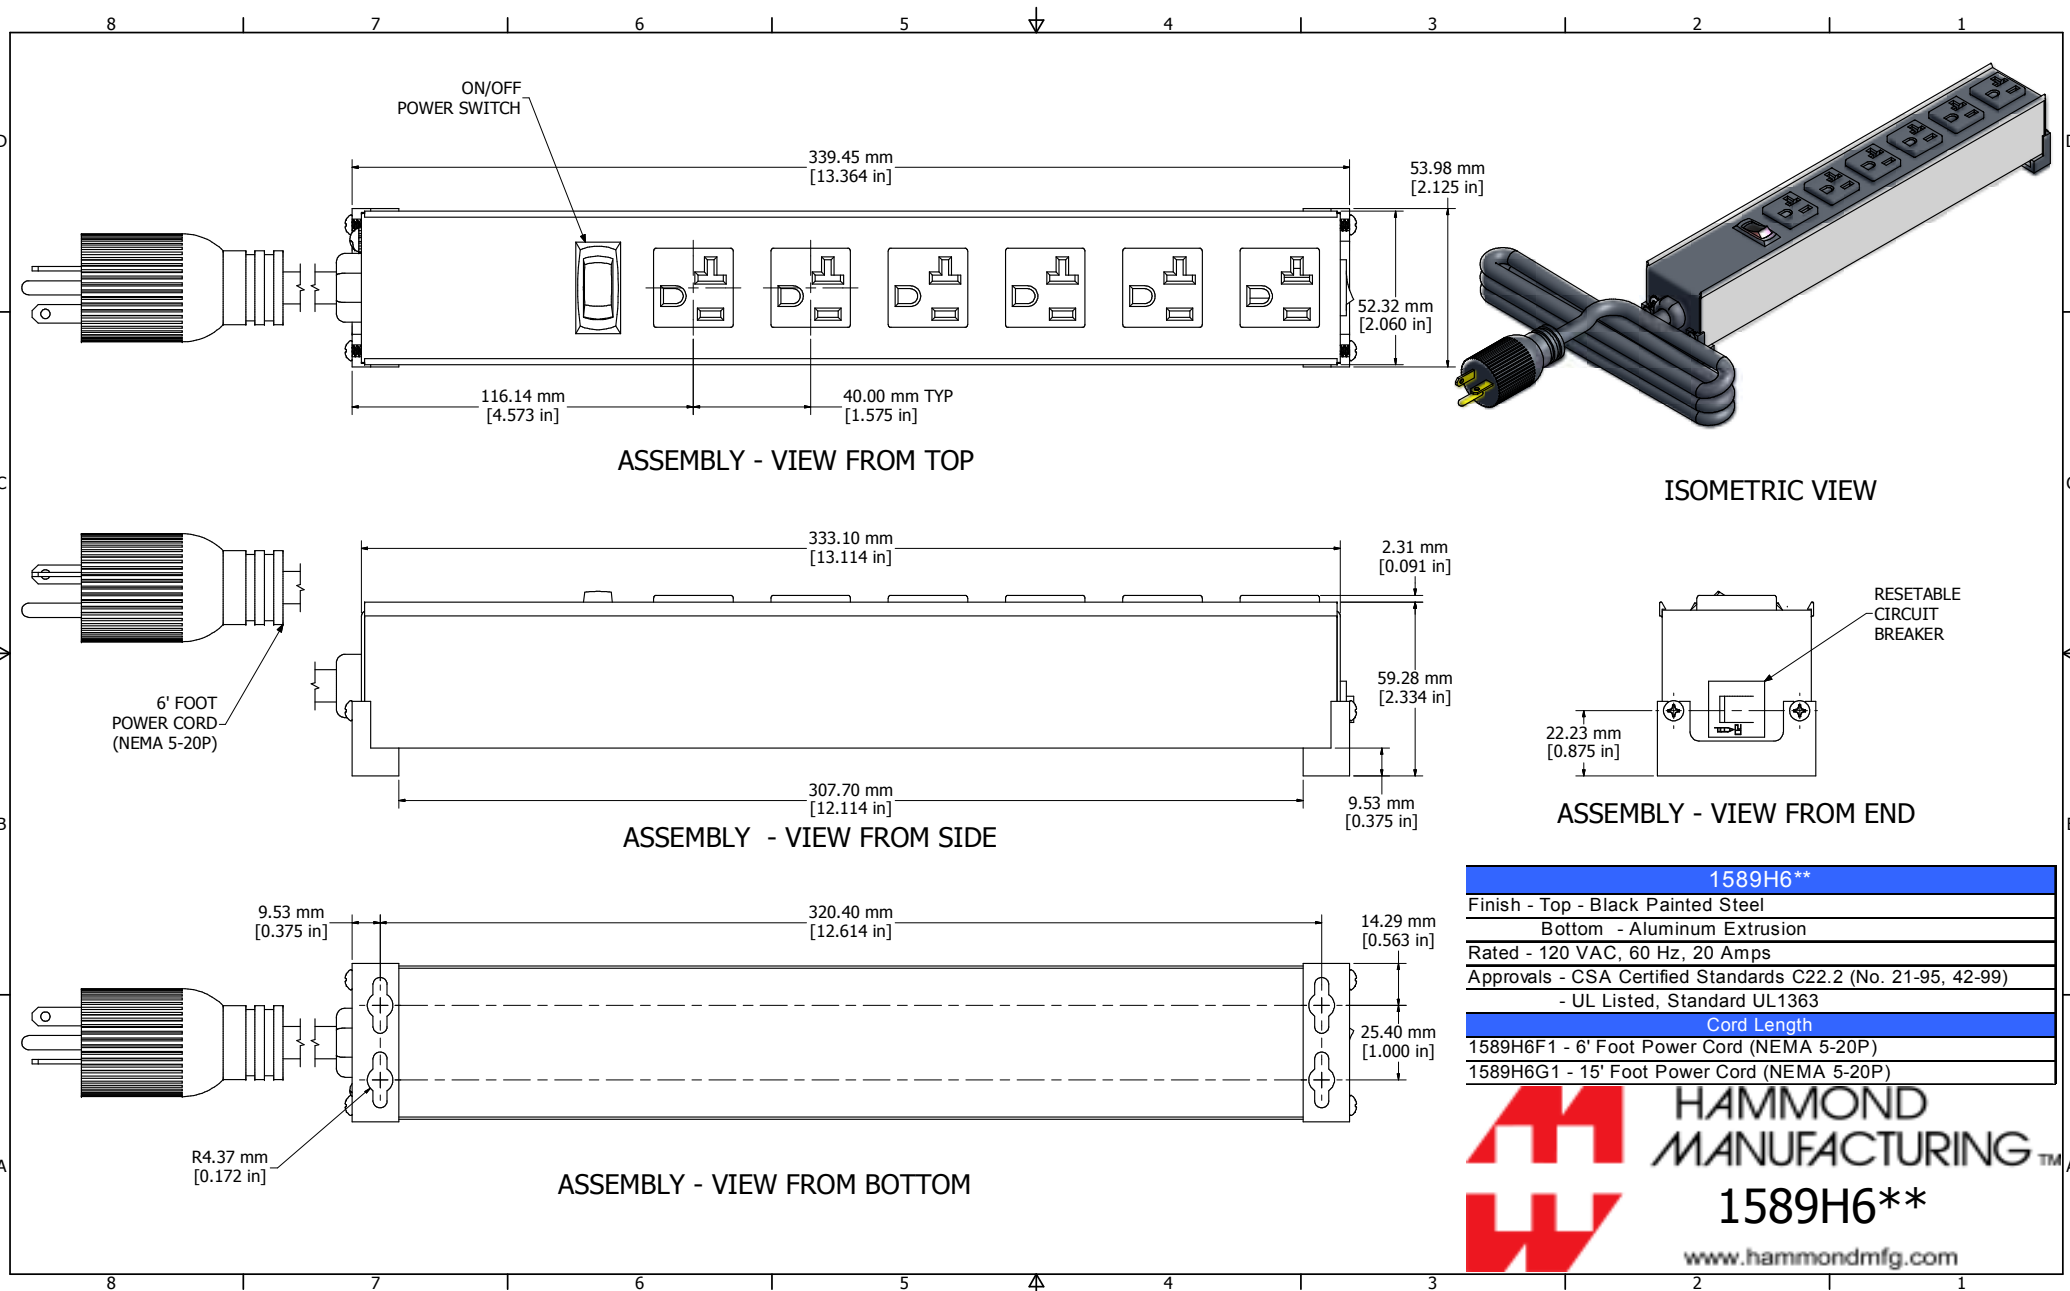 8 7 6 5 4 3 2 1
D
D
C
C
B
B
A
A
ON/OFF
POWER SWITCH
339.45 mm
[13.364 in]
53.98 mm
[2.125 in]
52.32 mm
[2.060 in]
116.14 mm
[4.573 in]
40.00 mm TYP
[1.575 in]
ASSEMBLY - VIEW FROM TOP
ISOMETRIC VIEW
333.10 mm
[13.114 in]
2.31 mm
[0.091 in]
6' FOOT
POWER CORD
(NEMA 5-20P)
59.28 mm
[2.334 in]
307.70 mm
[12.114 in]
9.53 mm
[0.375 in]
ASSEMBLY - VIEW FROM SIDE
RESETABLE
CIRCUIT
BREAKER
22.23 mm
[0.875 in]
ASSEMBLY - VIEW FROM END
9.53 mm
[0.375 in]
320.40 mm
[12.614 in]
14.29 mm
[0.563 in]
25.40 mm
[1.000 in]
R4.37 mm
[0.172 in]
ASSEMBLY - VIEW FROM BOTTOM
1589H6**
Finish - Top - Black Painted Steel
Bottom - Aluminum Extrusion
Rated - 120 VAC, 60 Hz, 20 Amps
Approvals - CSA Certified Standards C22.2 (No. 21-95, 42-99)
- UL Listed, Standard UL1363
Cord Length
1589H6F1 - 6' Foot Power Cord (NEMA 5-20P)
1589H6G1 - 15' Foot Power Cord (NEMA 5-20P)
HAMMOND
MANUFACTURING TM
1589H6**
www.hammondmfg.com
8 7 6 5 4 3 2 1